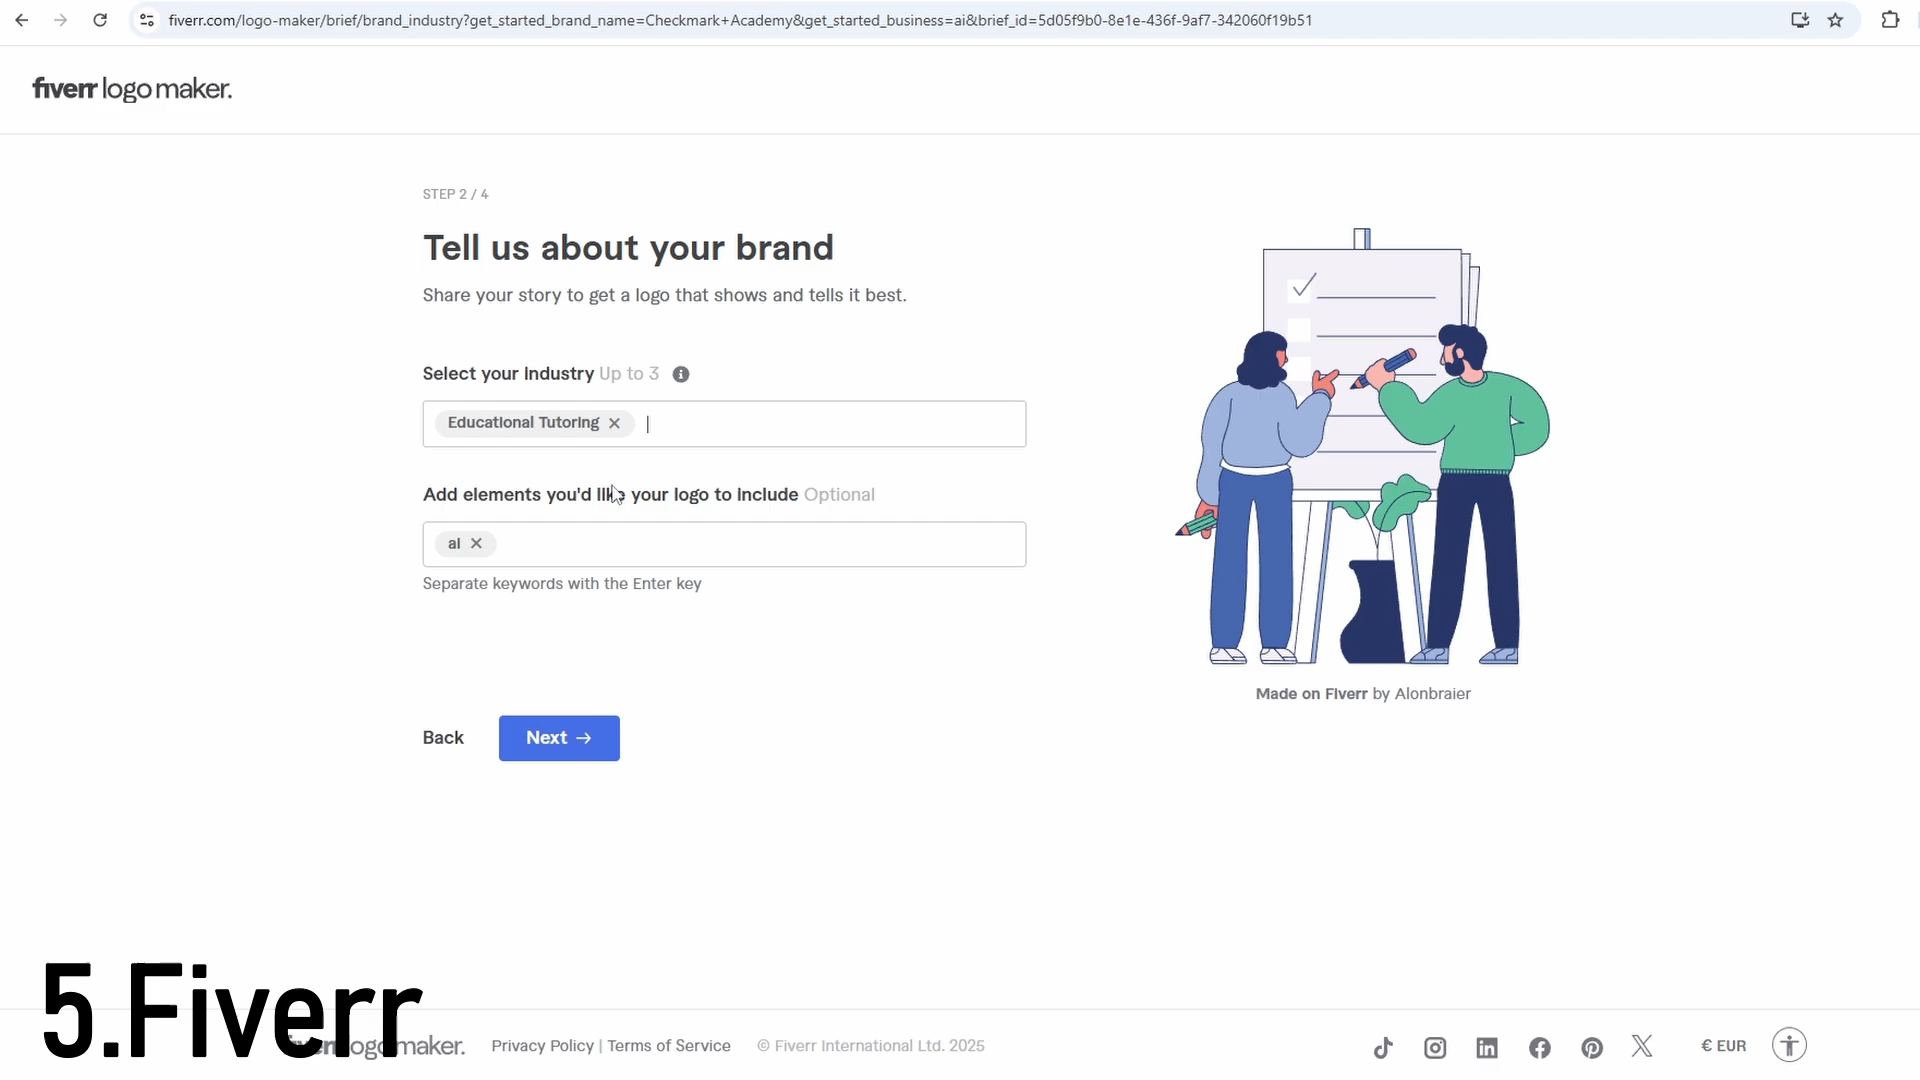 fiverr.com/logo-maker/brief/brand_industry?get_started_brand_name=Checkmark+Academy&get_started_business=ai&brief_id=5d05f9b0-8e1e-436f-9af7-342060f19b51
fiverr logo maker.
STEP 2 / 4
Tell us about your brand
Share your story to get a logo that shows and tells it best.
Select your industry Up to 3
Educational Tutoring
Add elements you'd like your logo to include Optional
ai
Separate keywords with the Enter key
Back
Next →
Made on Fiverr by Alonbraier
5.Fiverr
fiverr logo maker.
Privacy Policy | Terms of Service
© Fiverr International Ltd. 2025
€ EUR